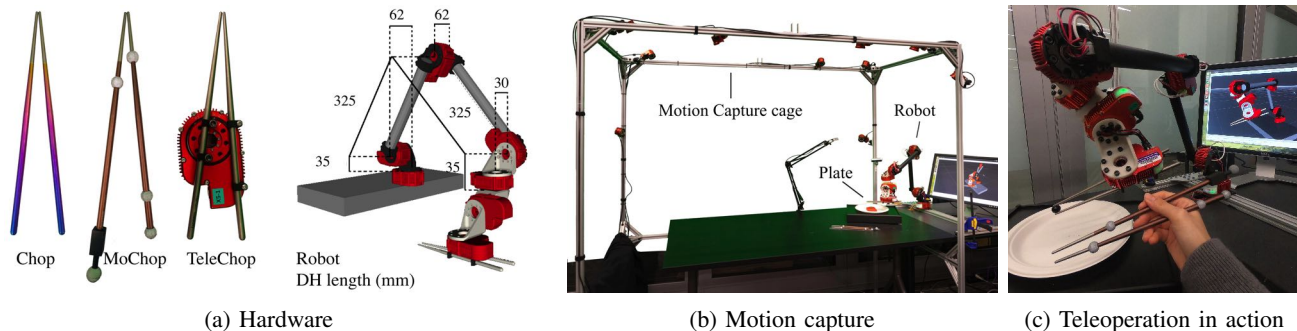 62
62
30
325
325
35
35
Chop
MoChop
TeleChop
Robot
DH length (mm)
Motion Capture cage
Robot
Plate
(a) Hardware
(b) Motion capture
(c) Teleoperation in action